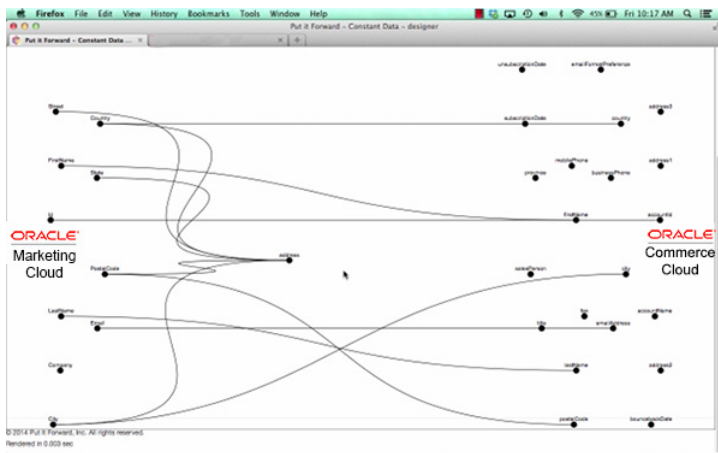 Firefox File Edit View History Bookmarks Tools Window Help 45% Fri 10:17 AM
Put it Forward – Constant Data – designer
Put it Forward – Constant Data ...
unsubscriptionDate emailFormatPreference
Street address3
Country subscriptionDate country
FirstName mobilePhone address1
State province businessPhone
Id firstName accountId
ORACLE ORACLE
Marketing Commerce
Cloud Cloud
address
PostalCode salesPerson city
LastName fax accountName
Email title emailAddress
Company lastName address2
City postalCode bouncebackDate
© 2014 Put it Forward, Inc. All rights reserved.
Rendered in 0.003 sec